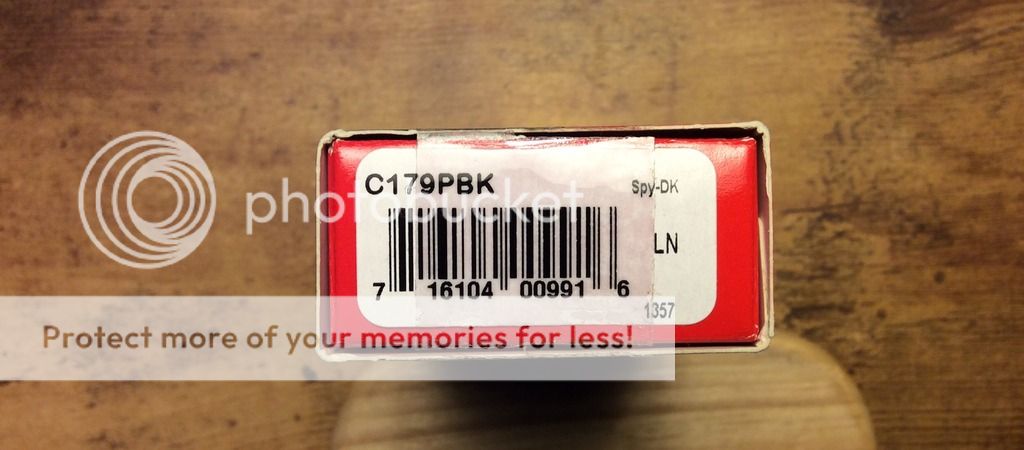 C179PBK
Spy-DK
LN
7 16104 00991 6
1357
photobucket
Protect more of your memories for less!